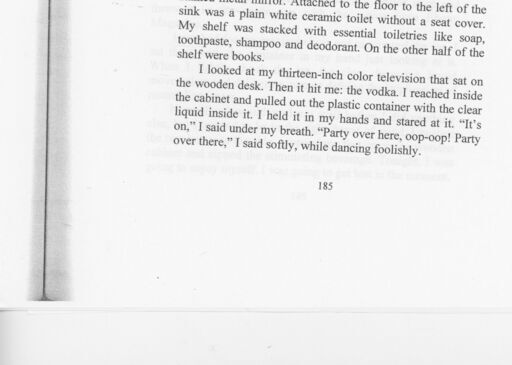 metal mirror. Attached to the floor to the left of the
sink was a plain white ceramic toilet without a seat cover.
My shelf was stacked with essential toiletries like soap,
toothpaste, shampoo and deodorant. On the other half of the
shelf were books.
I looked at my thirteen-inch color television that sat on
the wooden desk. Then it hit me: the vodka. I reached inside
the cabinet and pulled out the plastic container with the clear
liquid inside it. I held it in my hands and stared at it. “It’s
on,” I said under my breath. “Party over here, oop-oop! Party
over there,” I said softly, while dancing foolishly.
185